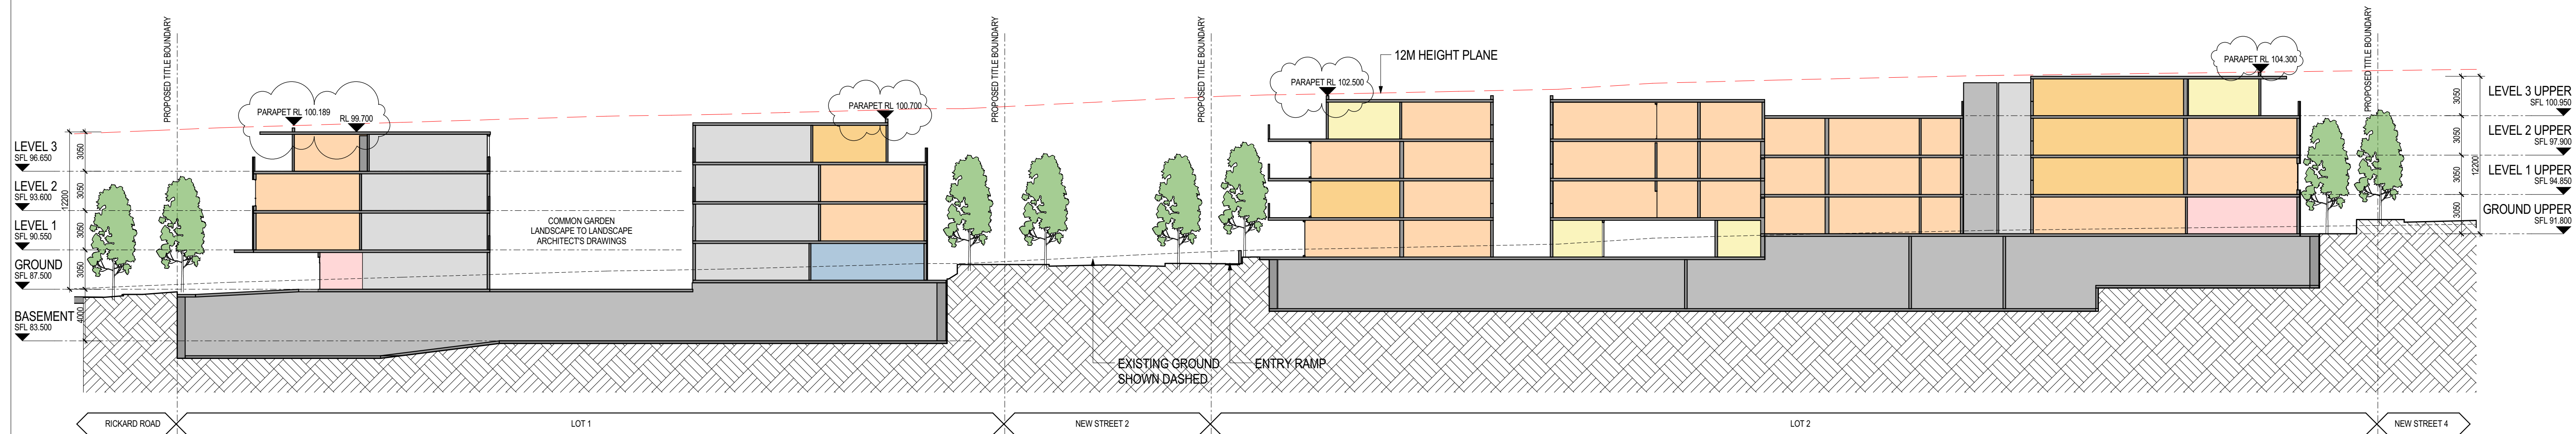 PROPOSED TITLE BOUNDARY
PROPOSED TITLE BOUNDARY
PROPOSED TITLE BOUNDARY
PROPOSED TITLE BOUNDARY
12M HEIGHT PLANE
PARAPET RL 100.189
RL 99.700
PARAPET RL 100.700
PARAPET RL 102.500
PARAPET RL 104.300
LEVEL 3
SFL 96.650
LEVEL 2
SFL 93.600
LEVEL 1
SFL 90.550
GROUND
SFL 87.500
BASEMENT
SFL 83.500
12200
3050
3050
3050
3050
4000
COMMON GARDEN
LANDSCAPE TO LANDSCAPE
ARCHITECT'S DRAWINGS
EXISTING GROUND
SHOWN DASHED
ENTRY RAMP
3050
3050
3050
3050
12200
LEVEL 3 UPPER
SFL 100.950
LEVEL 2 UPPER
SFL 97.900
LEVEL 1 UPPER
SFL 94.850
GROUND UPPER
SFL 91.800
RICKARD ROAD
LOT 1
NEW STREET 2
LOT 2
NEW STREET 4